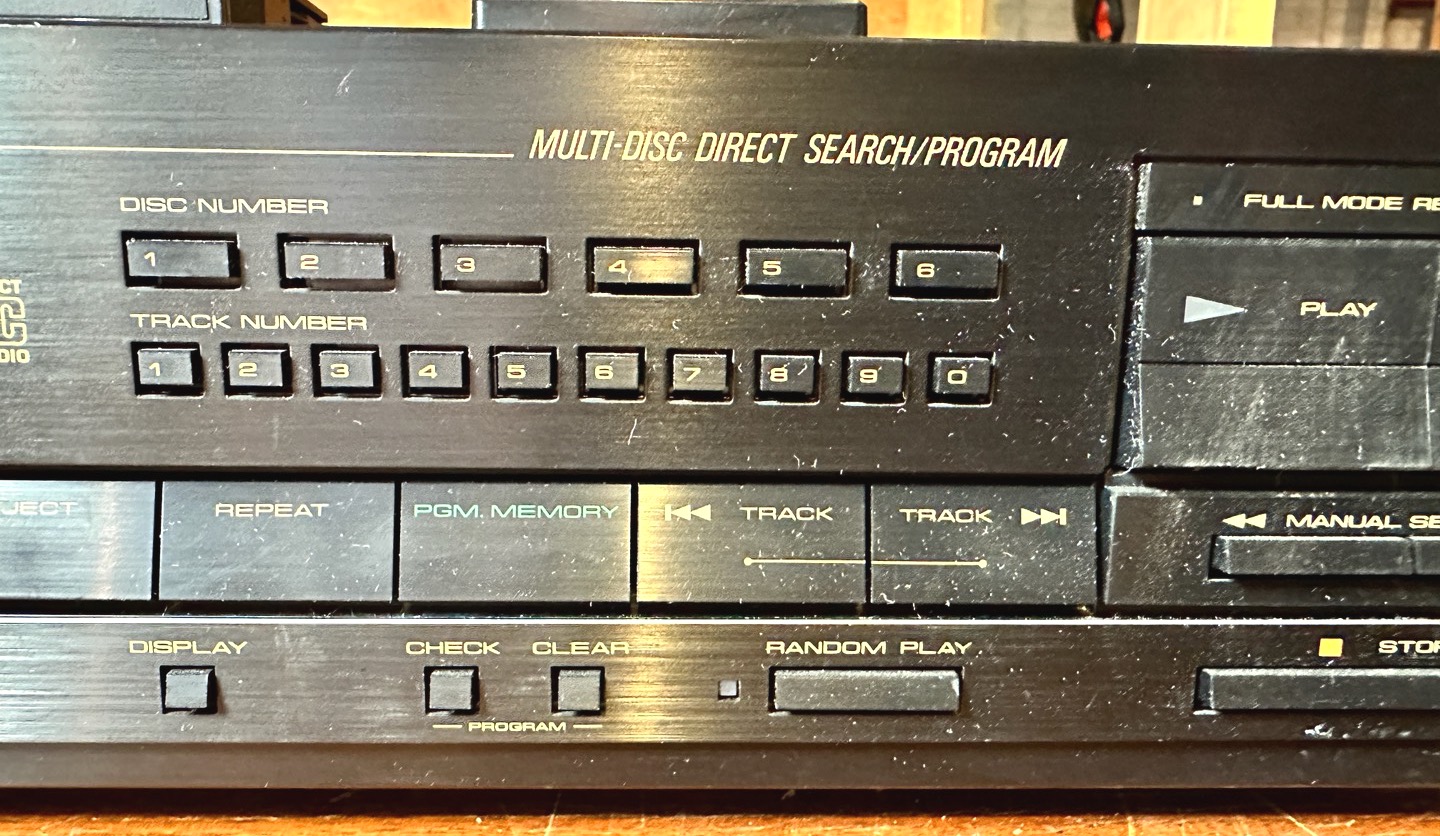 MULTI-DISC DIRECT SEARCH/PROGRAM
DISC NUMBER
1 2 3 4 5 6
TRACK NUMBER
1 2 3 4 5 6 7 8 9 0
FULL MODE
PLAY
REPEAT
PGM. MEMORY
TRACK
TRACK
MANUAL
DISPLAY
CHECK
CLEAR
PROGRAM
RANDOM PLAY